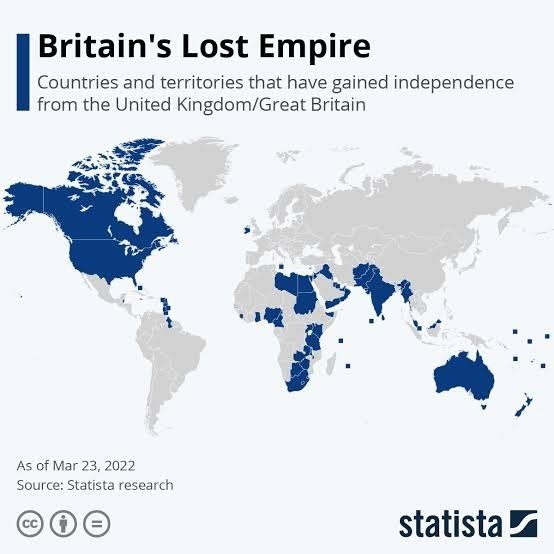 Britain's Lost Empire
Countries and territories that have gained independence
from the United Kingdom/Great Britain
As of Mar 23, 2022
Source: Statista research
cc
statista